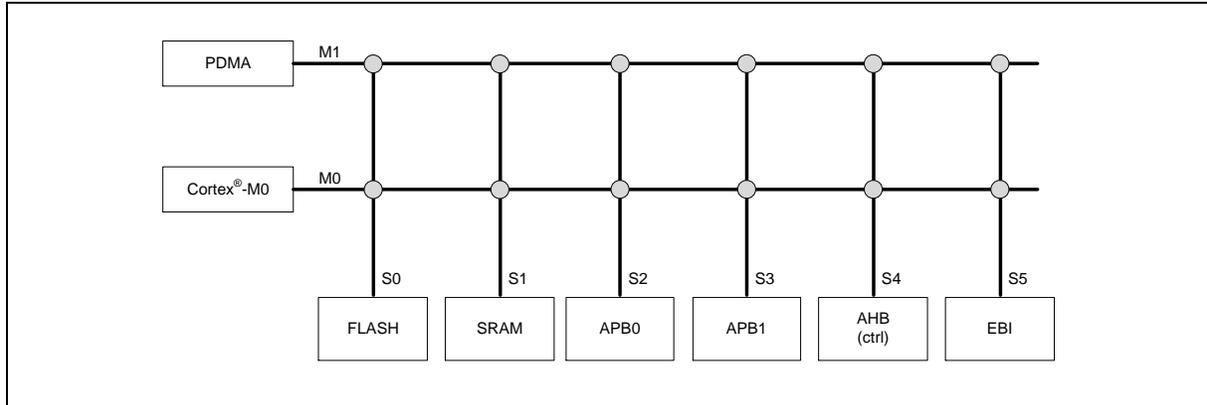 PDMA
M1
Cortex®-M0
M0
S0
S1
S2
S3
S4
S5
FLASH
SRAM
APB0
APB1
AHB
(ctrl)
EBI